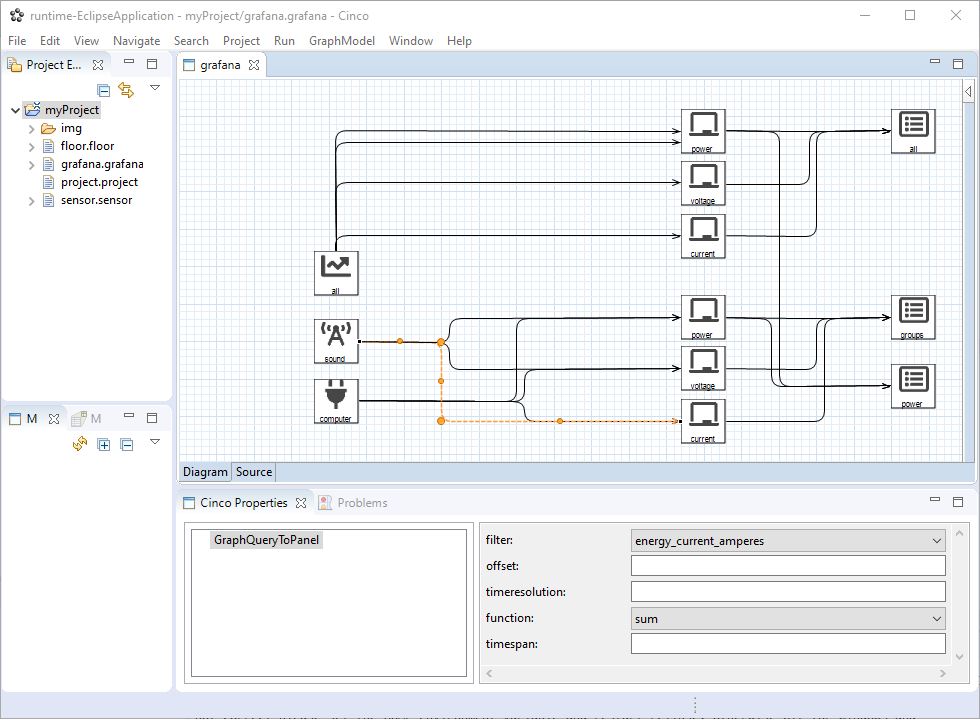 runtime-EclipseApplication - myProject/grafana.grafana - Cinco
File Edit View Navigate Search Project Run GraphModel Window Help
Project E...
myProject
img
floor.floor
grafana.grafana
project.project
sensor.sensor
M M
grafana
power
all
voltage
current
all
sound
computer
power
groups
voltage
power
current
Diagram Source
Cinco Properties Problems
GraphQueryToPanel
filter: energy_current_amperes
offset:
timeresolution:
function: sum
timespan: